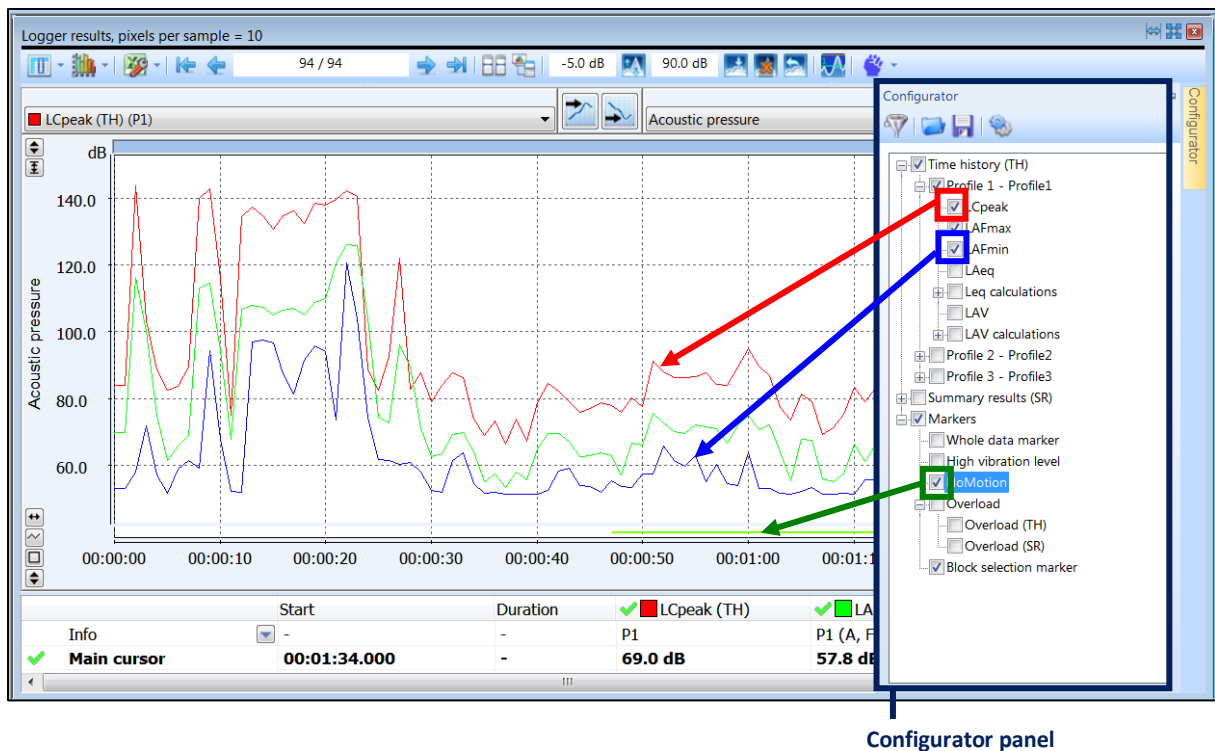 Logger results, pixels per sample = 10
94 / 94
-5.0 dB
90.0 dB
LCpeak (TH) (P1)
Acoustic pressure
Configurator
Configurator
dB
140.0
120.0
100.0
80.0
60.0
Acoustic pressure
00:00:00 00:00:10 00:00:20 00:00:30 00:00:40 00:00:50 00:01:00 00:01:1
Time history (TH)
Profile 1 - Profile1
LCpeak
LAFmax
LAFmin
LAeq
Leq calculations
LAV
LAV calculations
Profile 2 - Profile2
Profile 3 - Profile3
Summary results (SR)
Markers
Whole data marker
High vibration level
oMotion
Overload
Overload (TH)
Overload (SR)
Block selection marker
Start Duration LCpeak (TH) LA
Info - - P1 P1 (A, F
Main cursor 00:01:34.000 - 69.0 dB 57.8 dB
Configurator panel